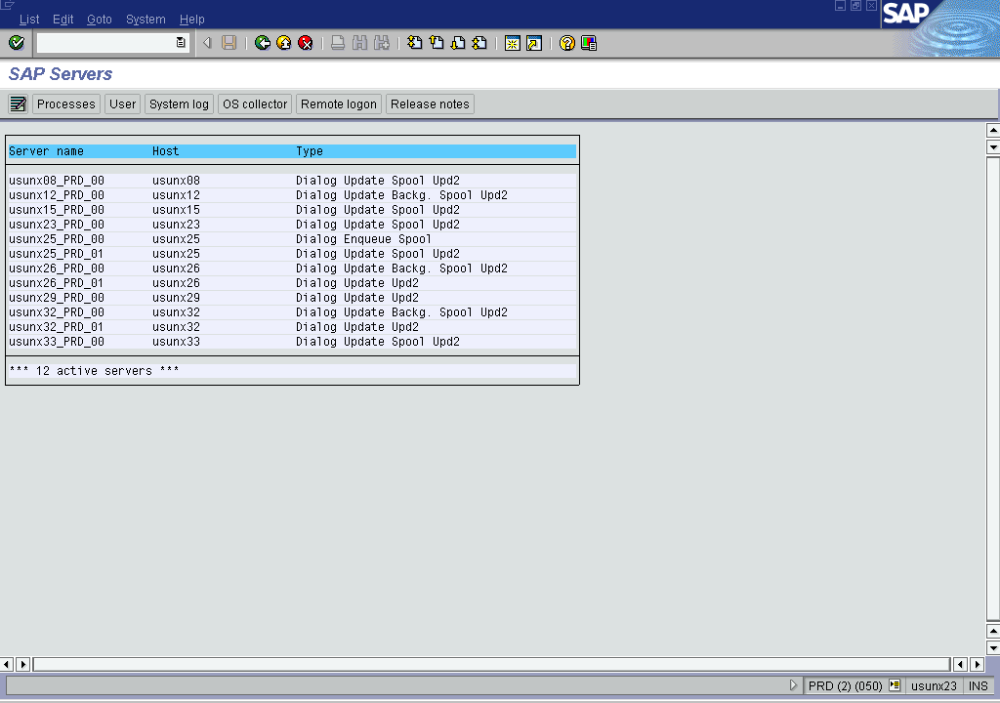 List Edit Goto System Help
SAP
SAP Servers
Processes User System log OS collector Remote logon Release notes
Server name Host Type
usunx08_PRD_00 usunx08 Dialog Update Spool Upd2
usunx12_PRD_00 usunx12 Dialog Update Backg. Spool Upd2
usunx15_PRD_00 usunx15 Dialog Update Spool Upd2
usunx23_PRD_00 usunx23 Dialog Update Spool Upd2
usunx25_PRD_00 usunx25 Dialog Enqueue Spool
usunx25_PRD_01 usunx25 Dialog Update Spool Upd2
usunx26_PRD_00 usunx26 Dialog Update Backg. Spool Upd2
usunx26_PRD_01 usunx26 Dialog Update Upd2
usunx29_PRD_00 usunx29 Dialog Update Upd2
usunx32_PRD_00 usunx32 Dialog Update Backg. Spool Upd2
usunx32_PRD_01 usunx32 Dialog Update Upd2
usunx33_PRD_00 usunx33 Dialog Update Spool Upd2
*** 12 active servers ***
PRD (2) (050) usunx23 INS